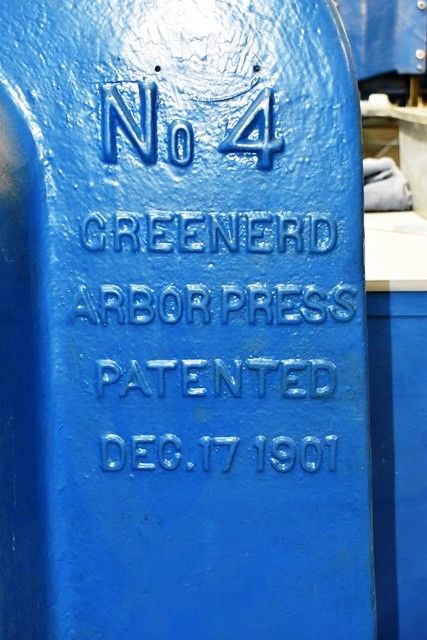 No 4
GREENERD
ARBOR PRESS
PATENTED
DEC. 17 1901